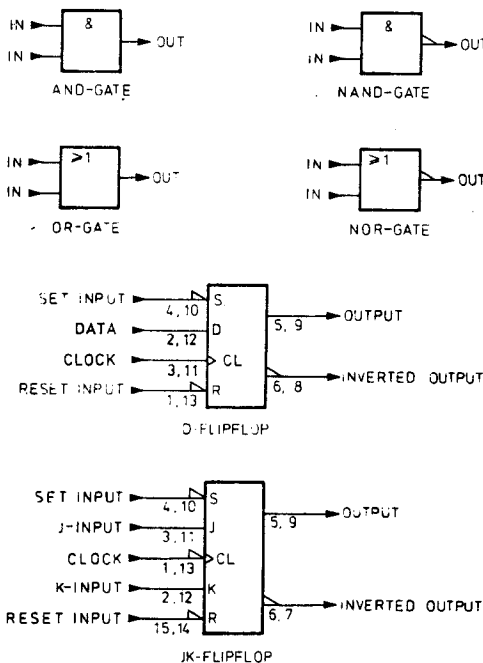 IN & OUT IN & OUT
IN IN
AND-GATE NAND-GATE
IN ≥1 OUT IN ≥1 OUT
IN IN
OR-GATE NOR-GATE
SET INPUT 4,10 S 5,9 OUTPUT
DATA 2,12 D
CLOCK 3,11 CL
RESET INPUT 1,13 R 6,8 INVERTED OUTPUT
D-FLIPFLOP
SET INPUT 4,10 S 5,9 OUTPUT
J-INPUT 3,11 J
CLOCK 1,13 CL
K-INPUT 2,12 K
RESET INPUT 15,14 R 6,7 INVERTED OUTPUT
JK-FLIPFLOP